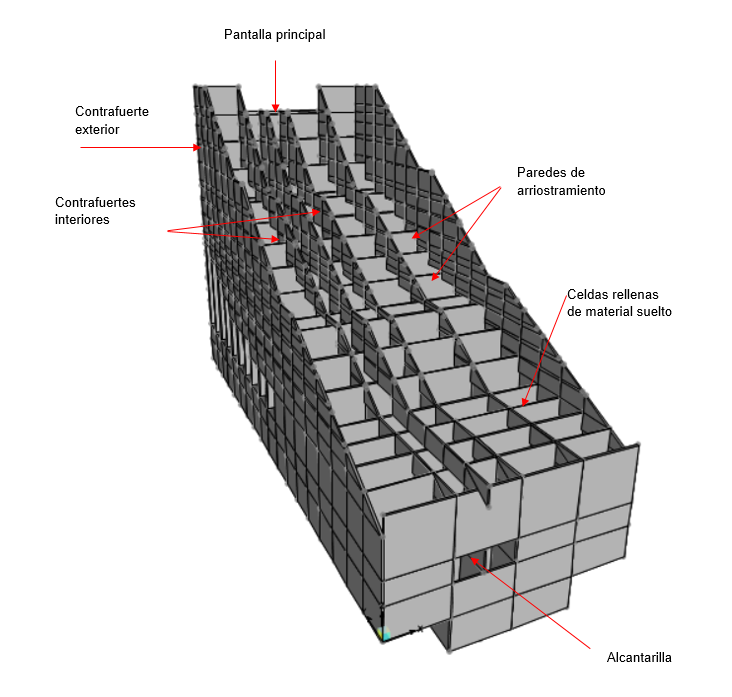 Pantalla principal
Contrafuerte
exterior
Paredes de
arriostramiento
Contrafuertes
interiores
Celdas rellenas
de material suelto
x
Alcantarilla